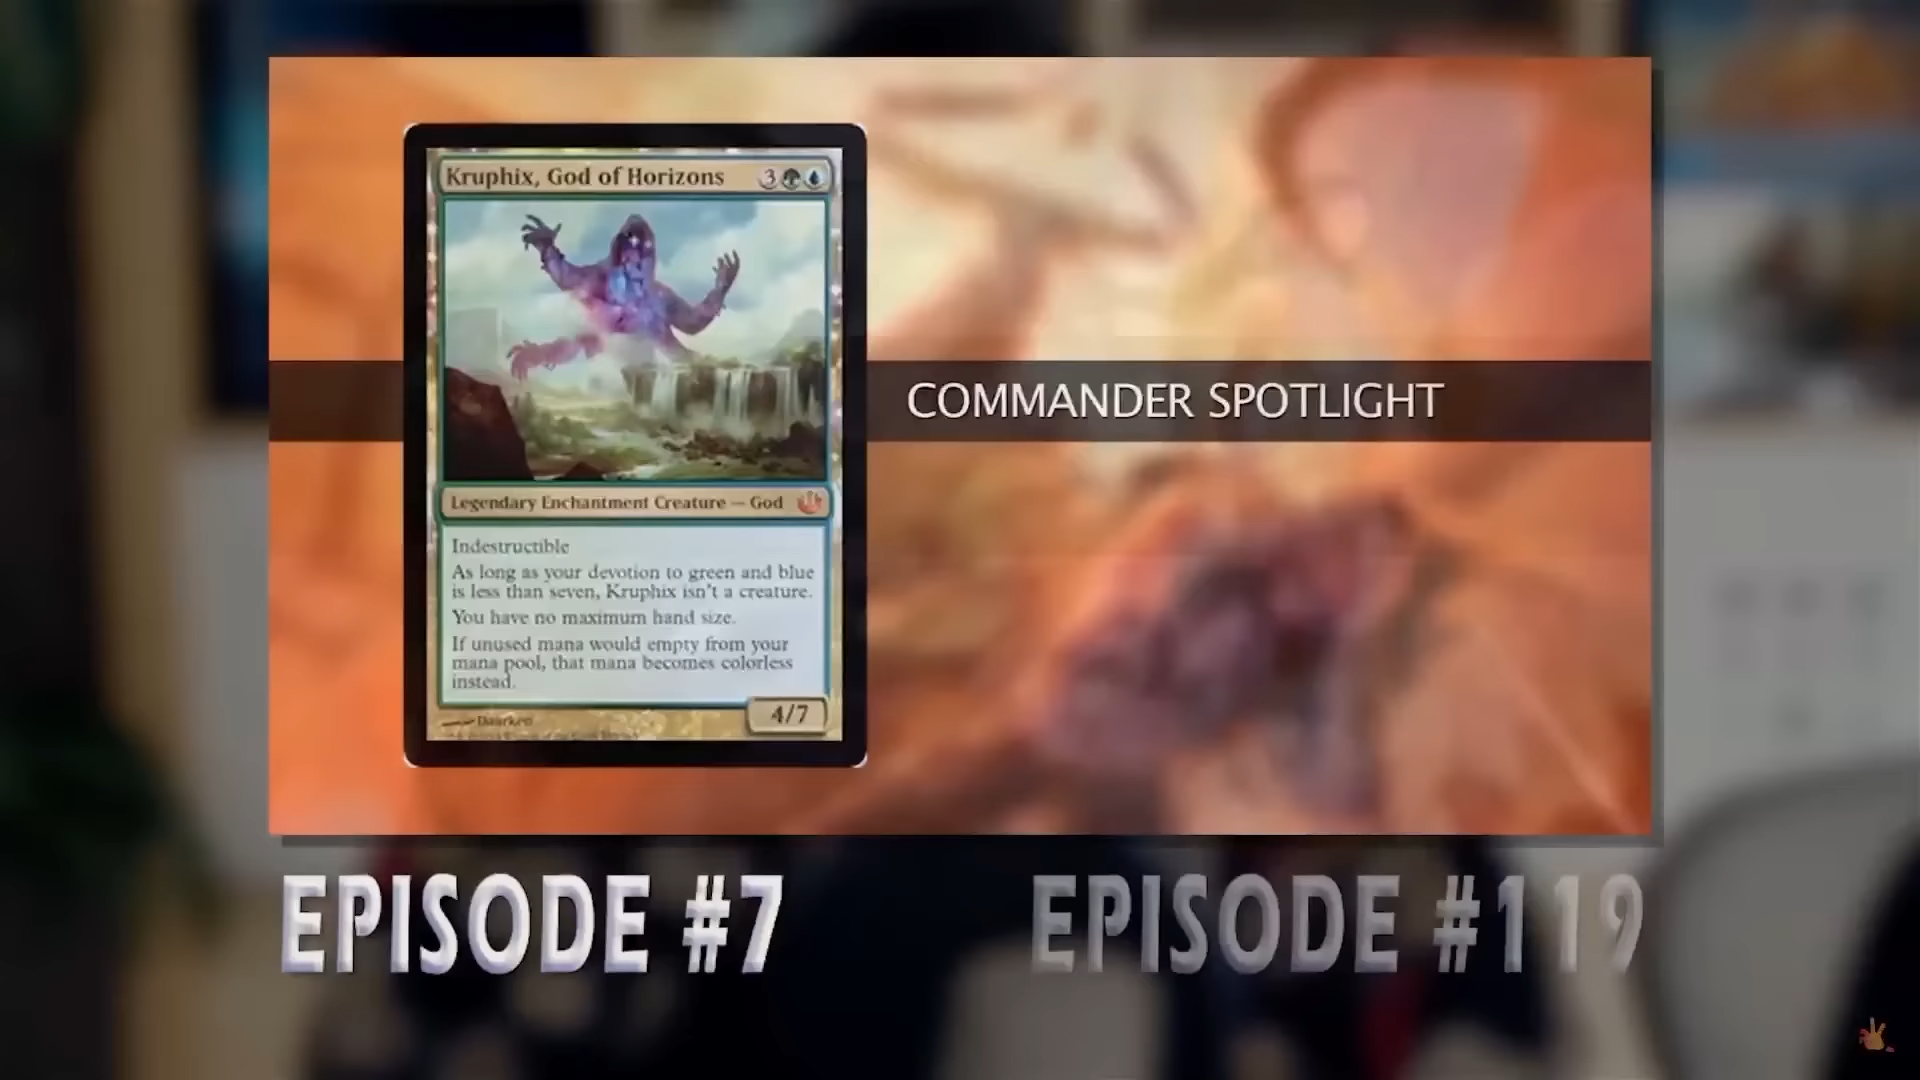 Kruphix, God of Horizons 3
COMMANDER SPOTLIGHT
Legendary Enchantment Creature — God
Indestructible
As long as your devotion to green and blue
is less than seven, Kruphix isn't a creature.
You have no maximum hand size.
If unused mana would empty from your
mana pool, that mana becomes colorless
instead.
4/7
EPISODE #7
EPISODE #119